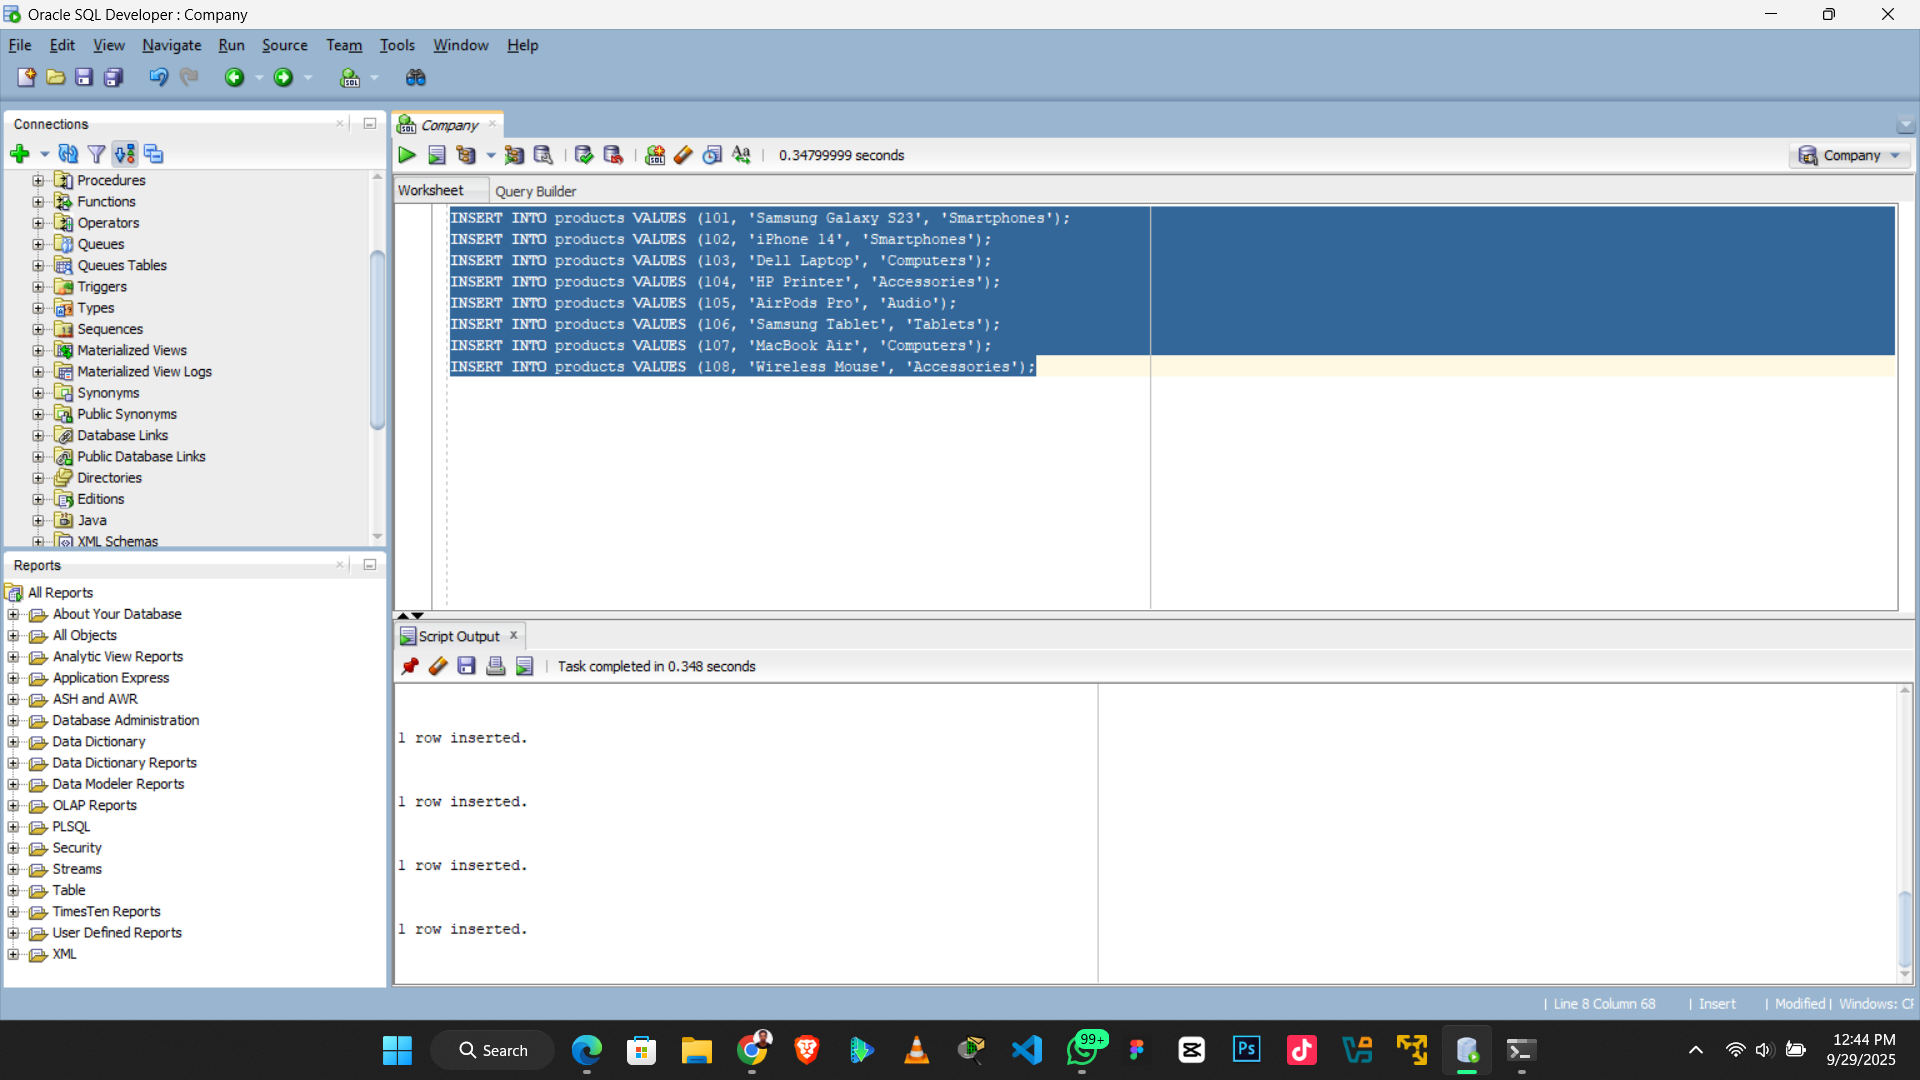 Oracle SQL Developer : Company
File Edit View Navigate Run Source Team Tools Window Help
Connections
Procedures
Functions
Operators
Queues
Queues Tables
Triggers
Types
Sequences
Materialized Views
Materialized View Logs
Synonyms
Public Synonyms
Database Links
Public Database Links
Directories
Editions
Java
XML Schemas
Reports
All Reports
About Your Database
All Objects
Analytic View Reports
Application Express
ASH and AWR
Database Administration
Data Dictionary
Data Dictionary Reports
Data Modeler Reports
OLAP Reports
PLSQL
Security
Streams
Table
TimesTen Reports
User Defined Reports
XML
Company
0.34799999 seconds
Company
Worksheet Query Builder
INSERT INTO products VALUES (101, 'Samsung Galaxy S23', 'Smartphones');
INSERT INTO products VALUES (102, 'iPhone 14', 'Smartphones');
INSERT INTO products VALUES (103, 'Dell Laptop', 'Computers');
INSERT INTO products VALUES (104, 'HP Printer', 'Accessories');
INSERT INTO products VALUES (105, 'AirPods Pro', 'Audio');
INSERT INTO products VALUES (106, 'Samsung Tablet', 'Tablets');
INSERT INTO products VALUES (107, 'MacBook Air', 'Computers');
INSERT INTO products VALUES (108, 'Wireless Mouse', 'Accessories');
Script Output
Task completed in 0.348 seconds
1 row inserted.
1 row inserted.
1 row inserted.
1 row inserted.
| Line 8 Column 68 | Insert | Modified | Windows: CF
Search
99+
Ps
12:44 PM
9/29/2025